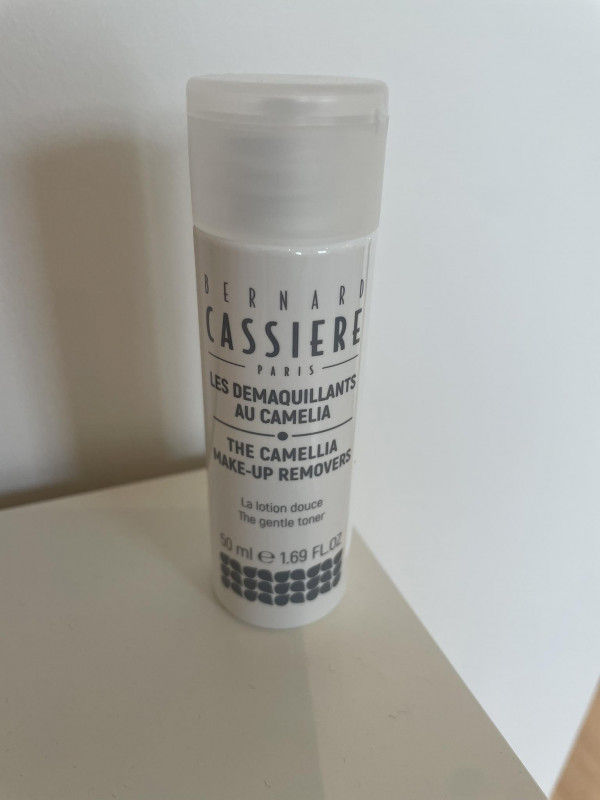 BERNARD
CASSIERE
PARIS
LES DEMAQUILLANTS
AU CAMELIA
THE CAMELLIA
MAKE-UP REMOVERS
La lotion douce
The gentle toner
50 ml e 1.69 FL.OZ